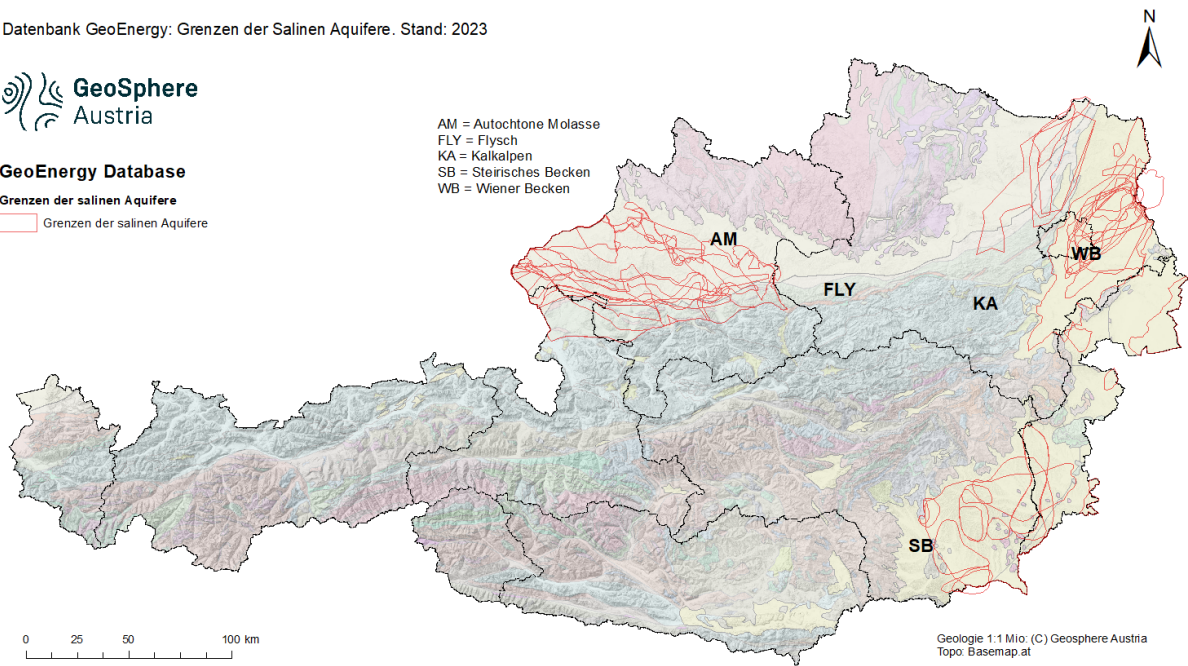 Datenbank GeoEnergy: Grenzen der Salinen Aquifere. Stand: 2023
N
GeoSphere
Austria
AM = Autochtone Molasse
FLY = Flysch
KA = Kalkalpen
SB = Steirisches Becken
WB = Wiener Becken
GeoEnergy Database
Grenzen der salinen Aquifere
Grenzen der salinen Aquifere
AM
WB
FLY
KA
SB
0 25 50 100 km
Geologie 1:1 Mio: (C) Geosphere Austria
Topo: Basemap.at